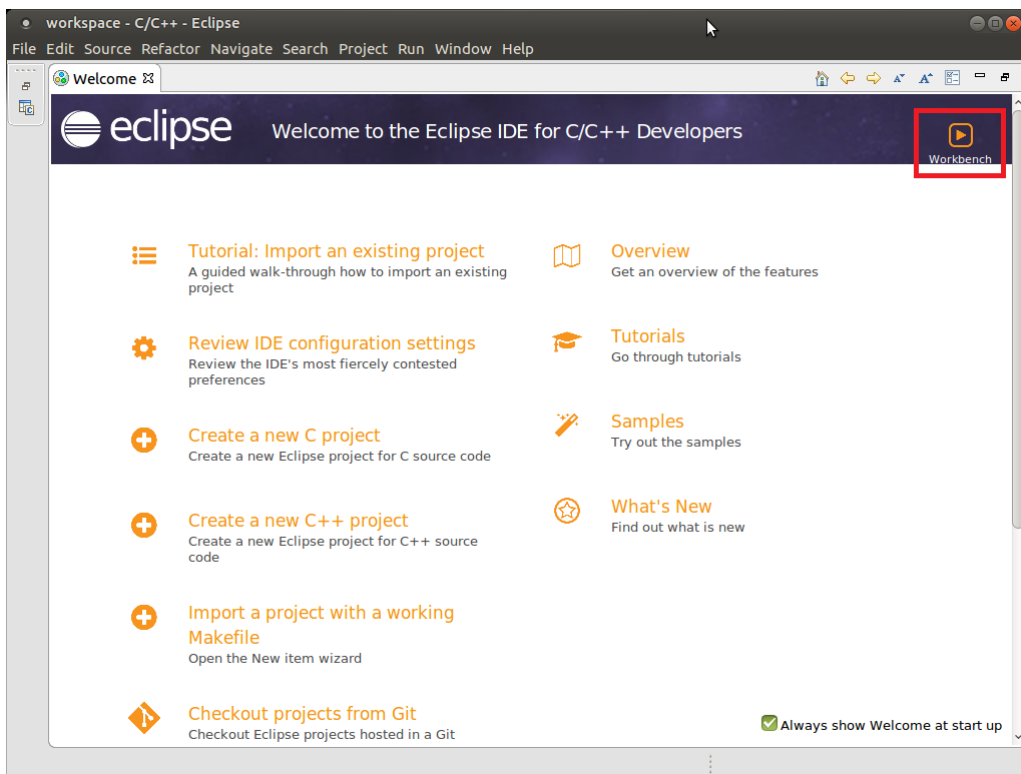 workspace - C/C++ - Eclipse
File Edit Source Refactor Navigate Search Project Run Window Help
Welcome
eclipse
Welcome to the Eclipse IDE for C/C++ Developers
Workbench
Tutorial: Import an existing project
A guided walk-through how to import an existing
project
Review IDE configuration settings
Review the IDE's most fiercely contested
preferences
Create a new C project
Create a new Eclipse project for C source code
Create a new C++ project
Create a new Eclipse project for C++ source
code
Import a project with a working
Makefile
Open the New item wizard
Checkout projects from Git
Checkout Eclipse projects hosted in a Git
Overview
Get an overview of the features
Tutorials
Go through tutorials
Samples
Try out the samples
What's New
Find out what is new
Always show Welcome at start up